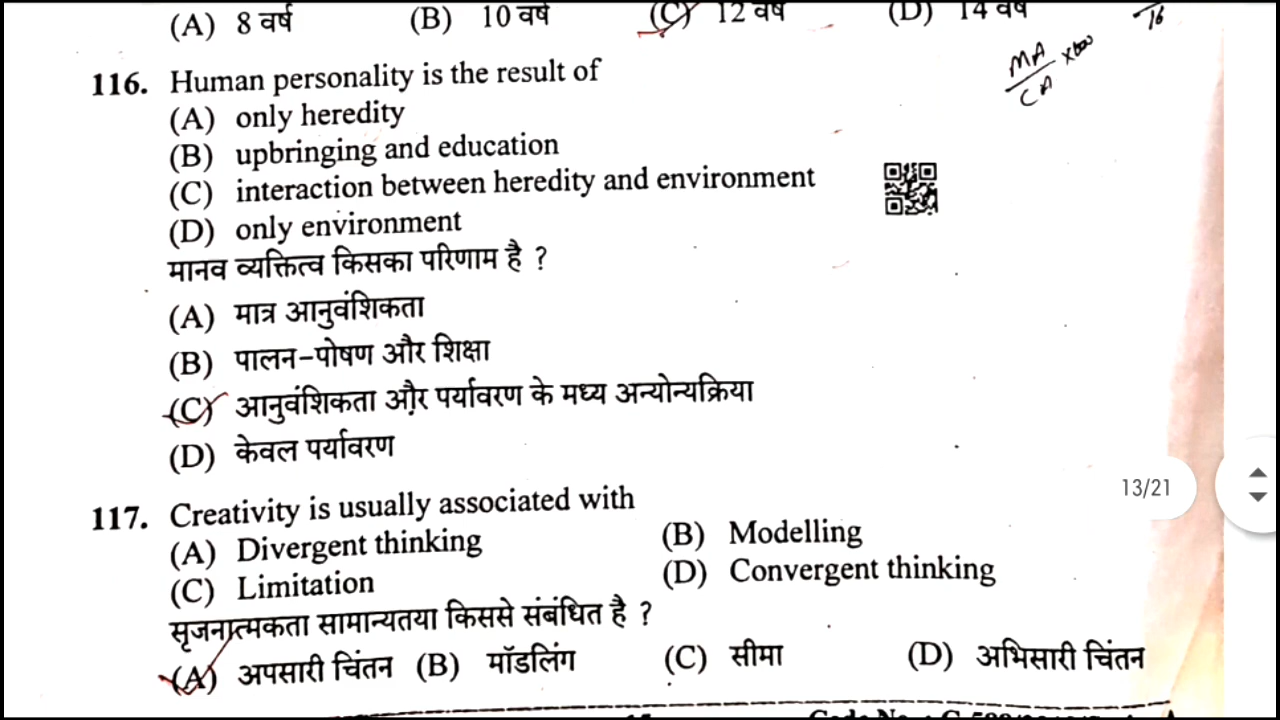 (A) 8 वर्ष (B) 10 वर्ष (C) 12 वर्ष (D) 14 वर्ष
16
MA
CA
116. Human personality is the result of
(A) only heredity
(B) upbringing and education
(C) interaction between heredity and environment
(D) only environment
मानव व्यक्तित्व किसका परिणाम है ?
(A) मात्र आनुवंशिकता
(B) पालन-पोषण और शिक्षा
(C) आनुवंशिकता और पर्यावरण के मध्य अन्योन्यक्रिया
(D) केवल पर्यावरण
13/21
117. Creativity is usually associated with
(A) Divergent thinking (B) Modelling
(C) Limitation (D) Convergent thinking
सृजनात्मकता सामान्यतया किससे संबंधित है ?
(A) अपसारी चिंतन (B) मॉडलिंग (C) सीमा (D) अभिसारी चिंतन